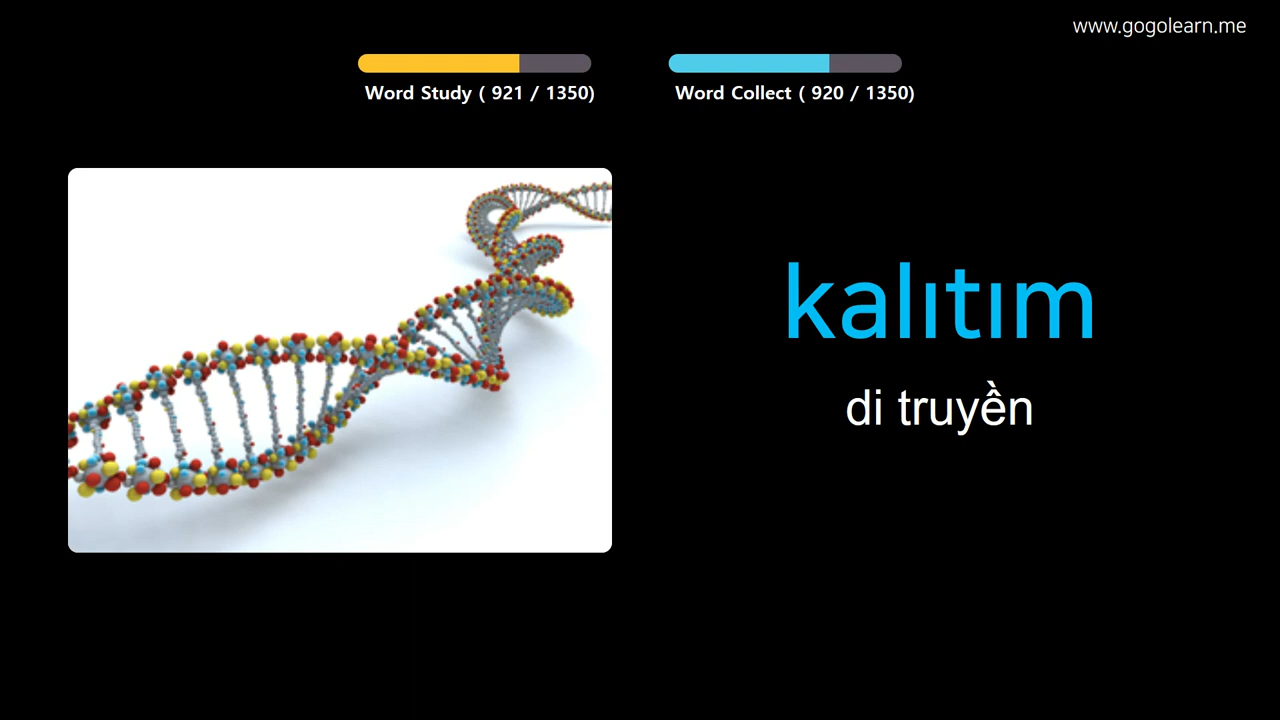 www.gogolearn.me
Word Study ( 921 / 1350)
Word Collect ( 920 / 1350)
kalıtım
di truyền